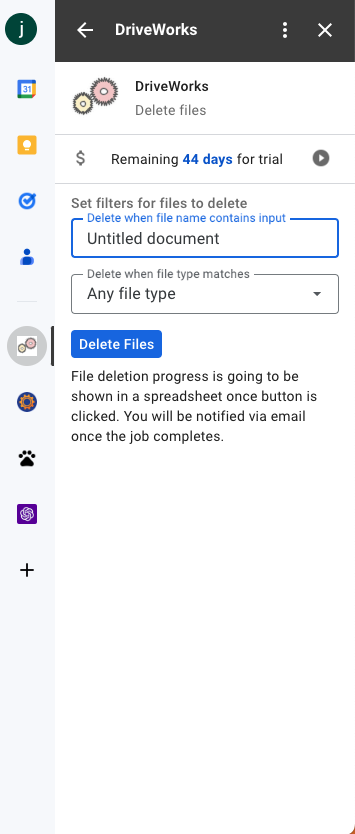 j
DriveWorks
31
DriveWorks
Delete files
$ Remaining 44 days for trial
Set filters for files to delete
Delete when file name contains input
Untitled document
Delete when file type matches
Any file type
Delete Files
File deletion progress is going to be
shown in a spreadsheet once button is
clicked. You will be notified via email
once the job completes.